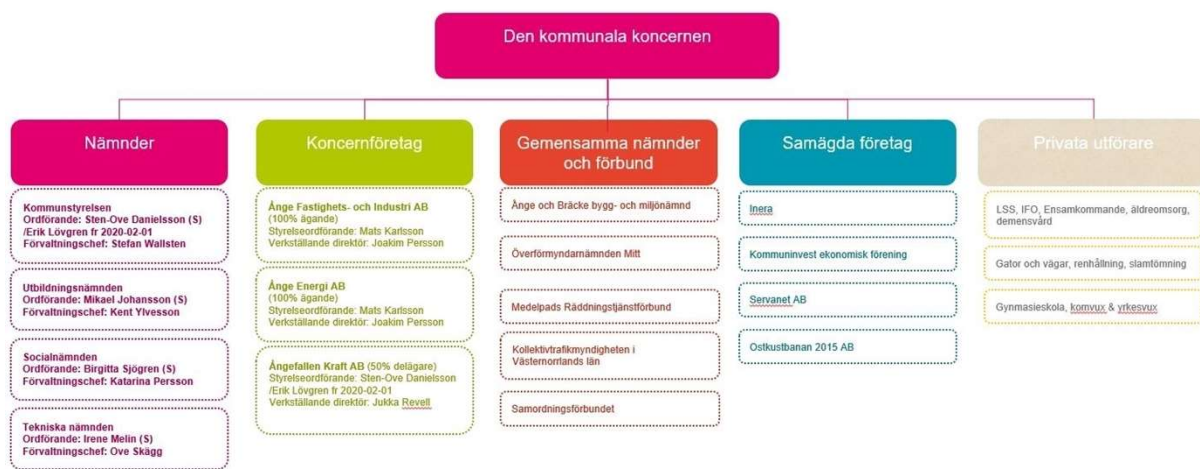 Den kommunala koncernen
Nämnder
Kommunstyrelsen
Ordförande: Sten-Ove Danielsson (S)
/Erik Lövgren fr 2020-02-01
Förvaltningschef: Stefan Wallsten
Utbildningsnämnden
Ordförande: Mikael Johansson (S)
Förvaltningschef: Kent Ylvesson
Socialnämnden
Ordförande: Birgitta Sjögren (S)
Förvaltningschef: Katarina Persson
Tekniska nämnden
Ordförande: Irene Melin (S)
Förvaltningschef: Ove Skägg
Koncernföretag
Ånge Fastighets- och Industri AB
(100% ägande)
Styrelseordförande: Mats Karlsson
Verkställande direktör: Joakim Persson
Ånge Energi AB
(100% ägande)
Styrelseordförande: Mats Karlsson
Verkställande direktör: Joakim Persson
Ångefallen Kraft AB (50% delägare)
Styrelseordförande: Sten-Ove Danielsson
/Erik Lövgren fr 2020-02-01
Verkställande direktör: Jukka Revell
Gemensamma nämnder
och förbund
Ånge och Bräcke bygg- och miljönämnd
Överförmyndarnämnden Mitt
Medelpads Räddningstjänstförbund
Kollektivtrafikmyndigheten i
Västernorrlands län
Samordningsförbundet
Samägda företag
Inera
Kommuninvest ekonomisk förening
Servanet AB
Ostkustbanan 2015 AB
Privata utförare
LSS, IFO, Ensamkommande, äldreomsorg,
demensvård
Gator och vägar, renhållning, slamtömning
Gynmasieskola, komvux & yrkesvux